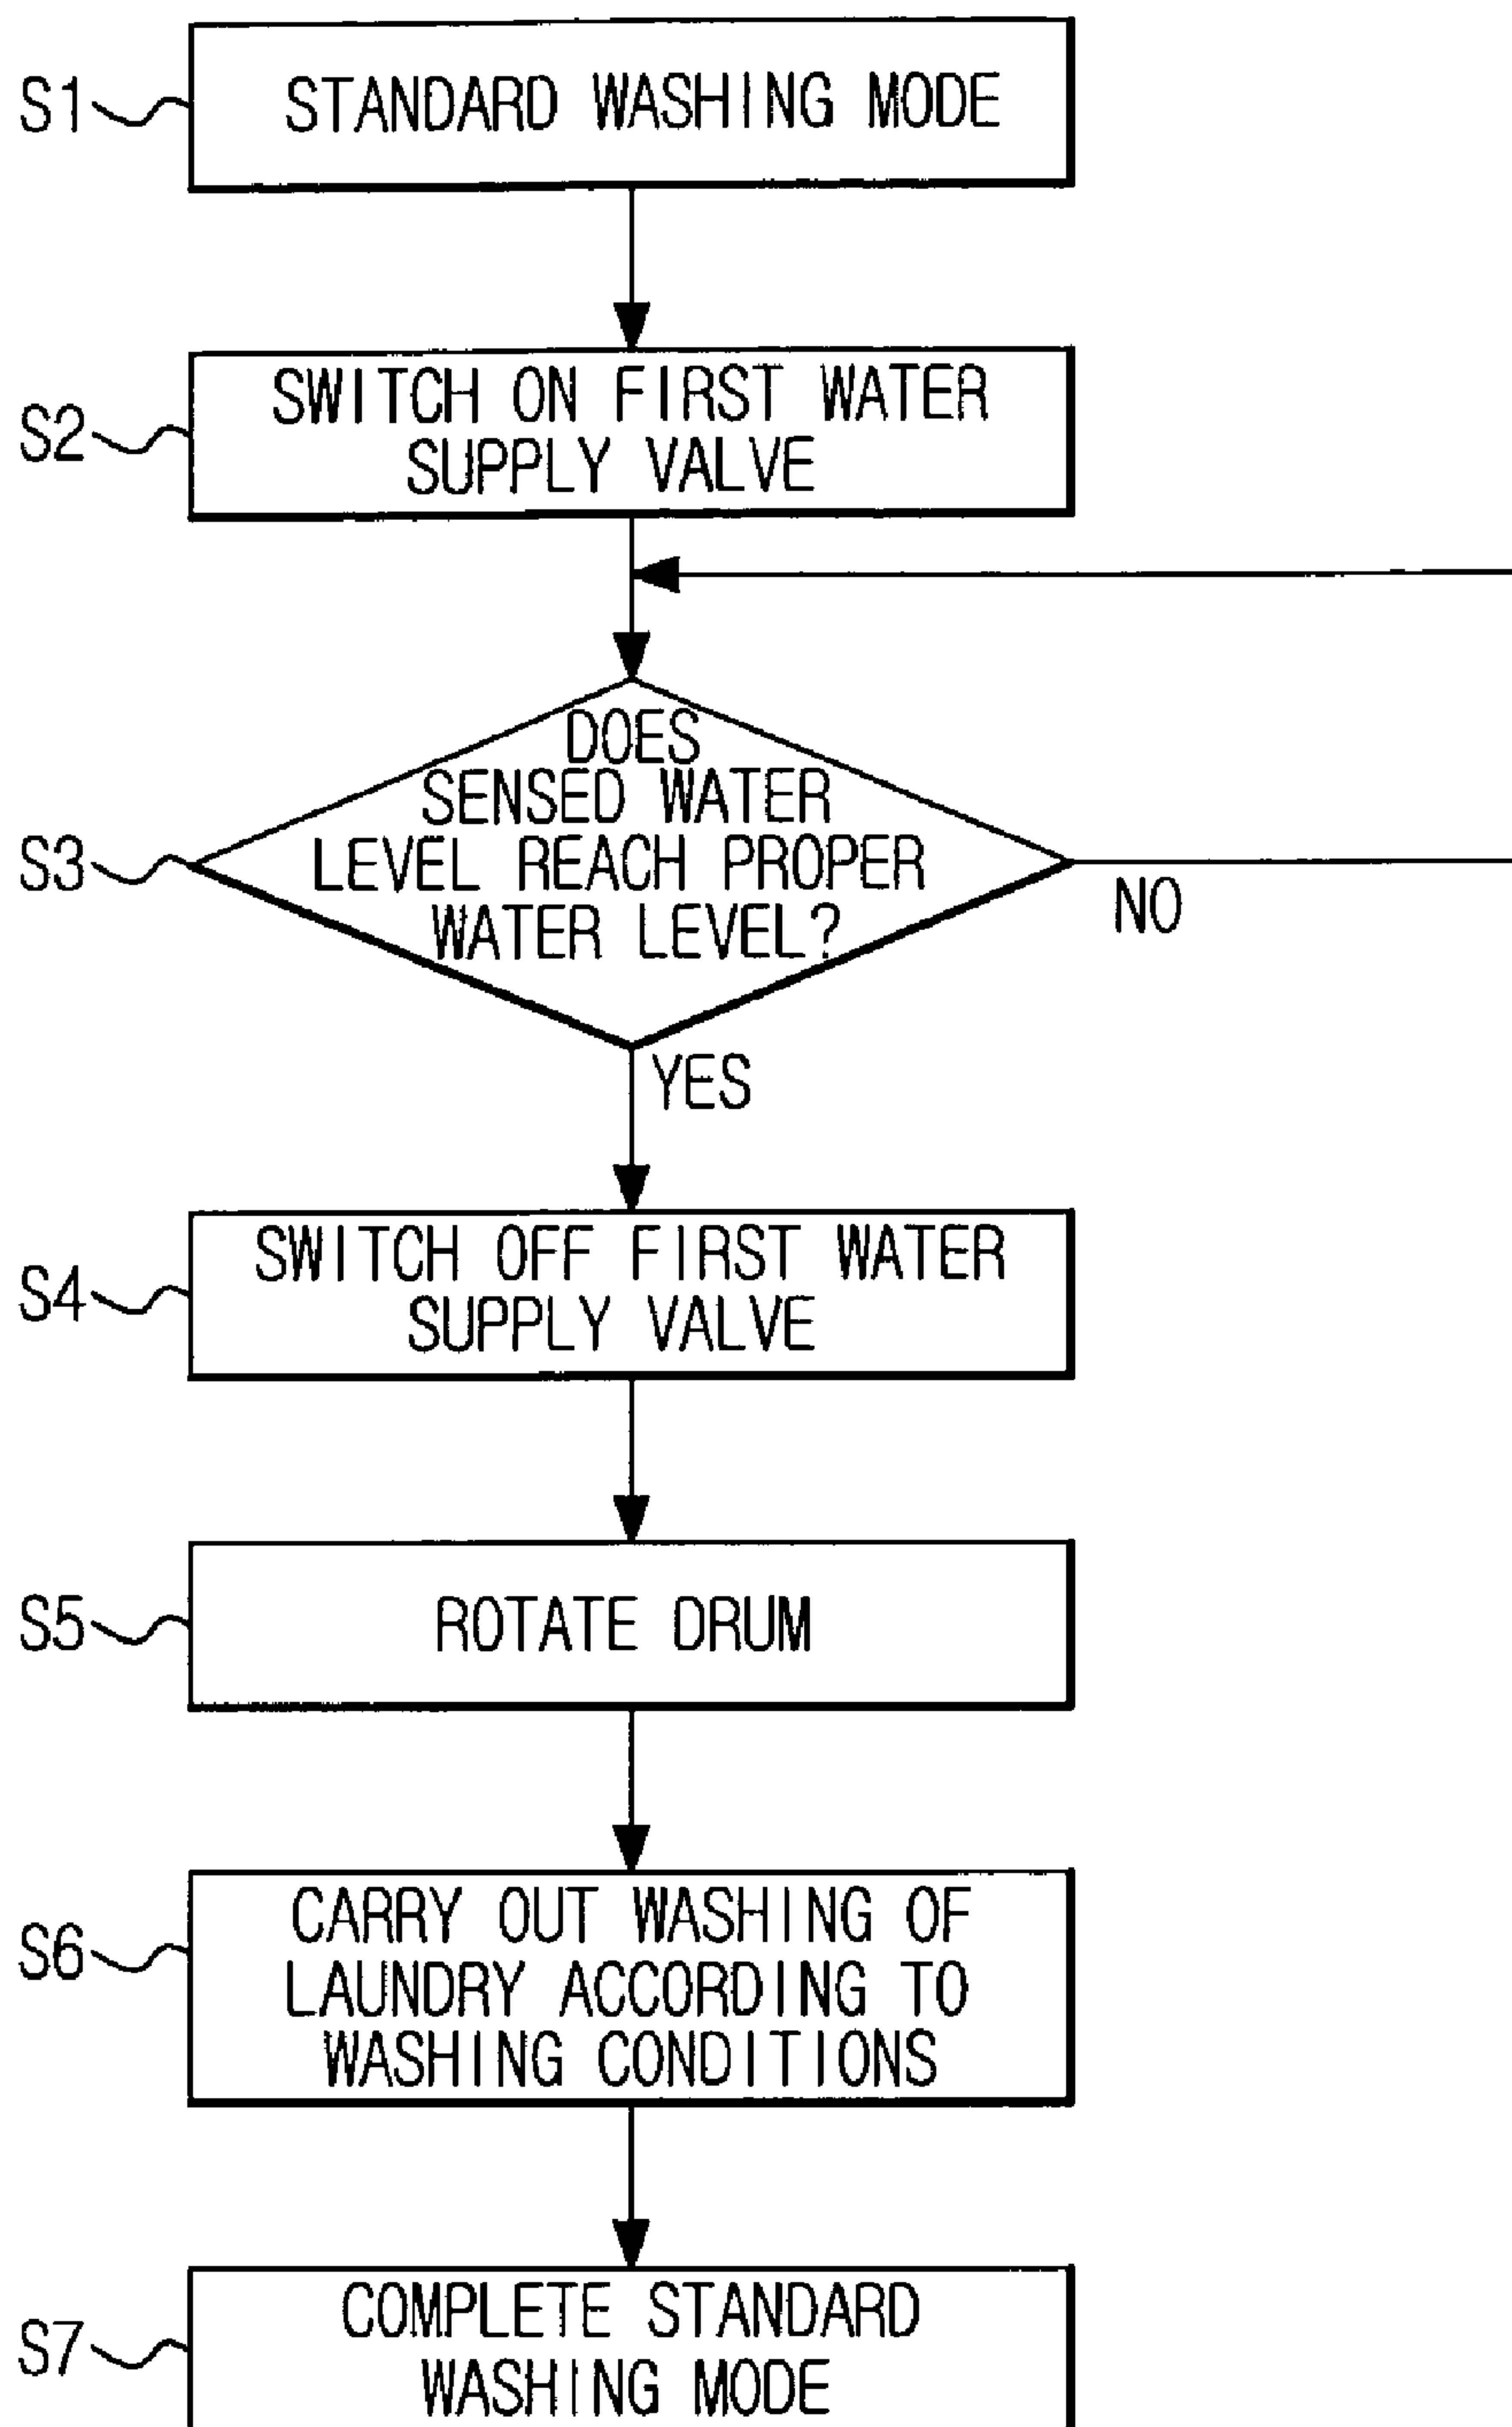 S1
STANDARD WASHING MODE
S2
SWITCH ON FIRST WATER
SUPPLY VALVE
S3
DOES
SENSED WATER
LEVEL REACH PROPER
WATER LEVEL?
NO
YES
S4
SWITCH OFF FIRST WATER
SUPPLY VALVE
S5
ROTATE DRUM
S6
CARRY OUT WASHING OF
LAUNDRY ACCORDING TO
WASHING CONDITIONS
S7
COMPLETE STANDARD
WASHING MODE